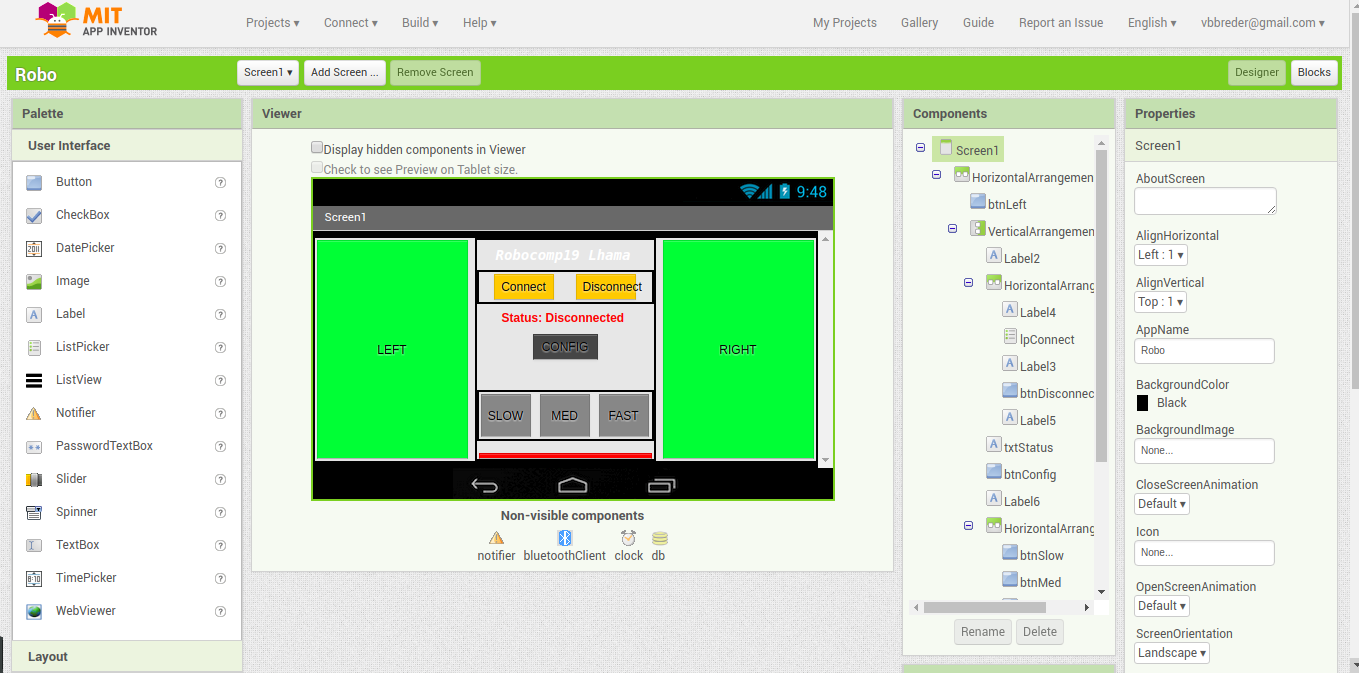 MIT
APP INVENTOR
Projects ▾ Connect ▾ Build ▾ Help ▾ My Projects Gallery Guide Report an Issue English ▾ vbbreder@gmail.com ▾
Robo Screen1 ▾ Add Screen ... Remove Screen Designer Blocks
Palette
User Interface
Button ?
CheckBox ?
DatePicker ?
Image ?
Label ?
ListPicker ?
ListView ?
Notifier ?
PasswordTextBox ?
Slider ?
Spinner ?
TextBox ?
TimePicker ?
WebViewer ?
Layout
Viewer
Display hidden components in Viewer
Check to see Preview on Tablet size.
9:48
Screen1
LEFT
Robocomp19 Lhama
Connect Disconnect
Status: Disconnected
CONFIG
SLOW MED FAST
RIGHT
Non-visible components
notifier bluetoothClient clock db
Components
Screen1
HorizontalArrangemen
btnLeft
VerticalArrangemen
Label2
HorizontalArrang
Label4
lpConnect
Label3
btnDisconnec
Label5
txtStatus
btnConfig
Label6
HorizontalArrang
btnSlow
btnMed
Rename Delete
Properties
Screen1
AboutScreen
AlignHorizontal
Left : 1 ▾
AlignVertical
Top : 1 ▾
AppName
Robo
BackgroundColor
Black
BackgroundImage
None...
CloseScreenAnimation
Default ▾
Icon
None...
OpenScreenAnimation
Default ▾
ScreenOrientation
Landscape ▾